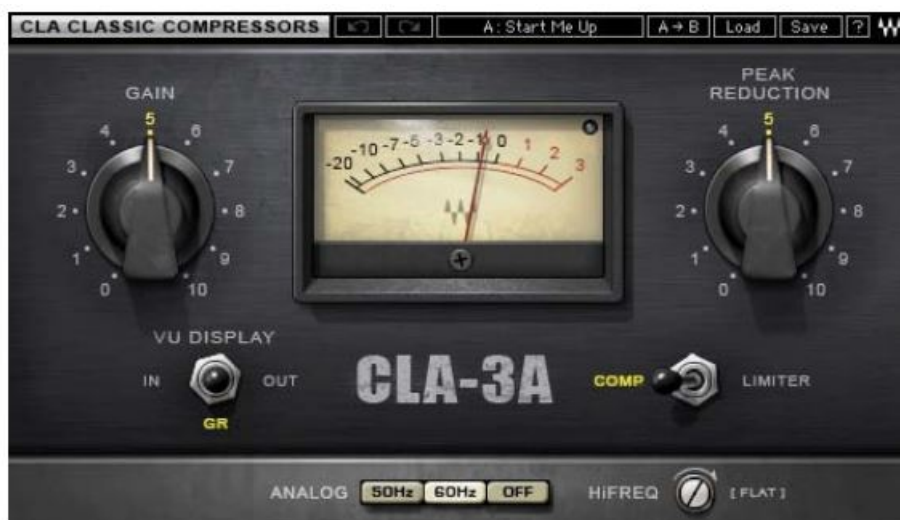 CLA CLASSIC COMPRESSORS A: Start Me Up A→B Load Save ?
GAIN
0 1 2 3 4 5 6 7 8 9 10
-20 -10 -7 -5 -3 -2 -1 0 1 2 3
PEAK
REDUCTION
0 1 2 3 4 5 6 7 8 9 10
VU DISPLAY
IN OUT
GR
CLA-3A
COMP LIMITER
ANALOG 50Hz 60Hz OFF HiFREQ [FLAT]